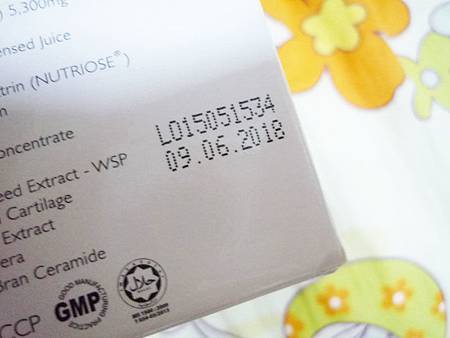 ) 5,300mg
ensed Juice
trin (NUTRIOSE®)
n
oncentrate
L015051534
09.06.2018
eed Extract - WSP
Cartilage
Extract
era
Bran Ceramide
CCP
GOOD MANUFACTURING PRACTICE
GMP
حلال